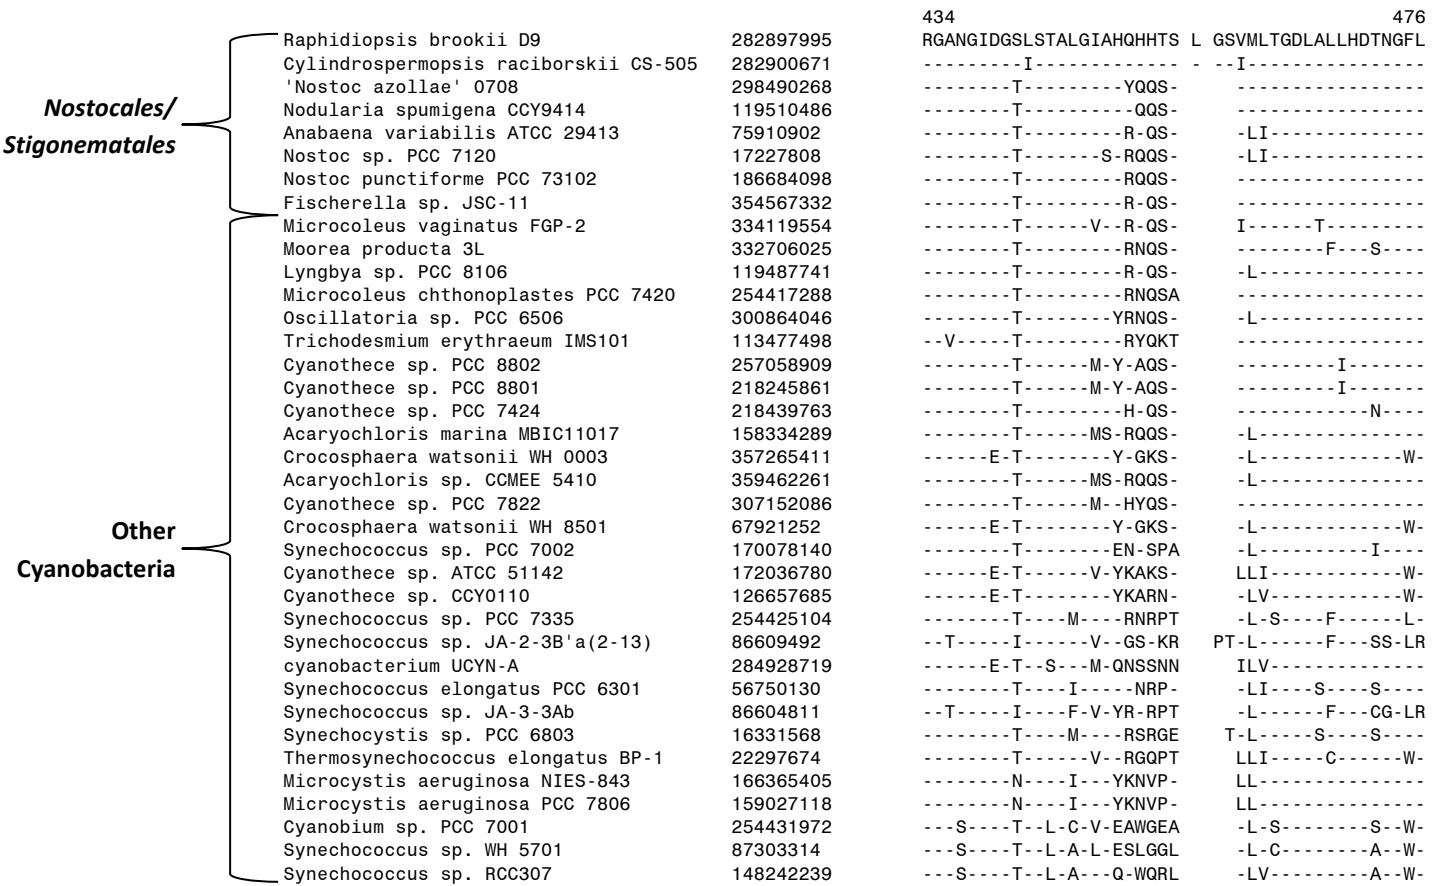 434 476
Raphidiopsis brookii D9 282897995 RGANGIDGSLSTALGIAHQHHTS L GSVMLTGDLALLHDTNGFL
Cylindrospermopsis raciborskii CS-505 282900671 ---------I------------- - --I----------------
'Nostoc azollae' 0708 298490268 --------T---------YQQS- -----------------
Nodularia spumigena CCY9414 119510486 --------T----------QQS- -----------------
Nostocales/
Stigonematales
Anabaena variabilis ATCC 29413 75910902 --------T---------R-QS- -LI--------------
Nostoc sp. PCC 7120 17227808 --------T-------S-RQQS- -LI--------------
Nostoc punctiforme PCC 73102 186684098 --------T---------RQQS- -----------------
Fischerella sp. JSC-11 354567332 --------T---------R-QS- -----------------
Microcoleus vaginatus FGP-2 334119554 --------T------V--R-QS- I------T---------
Moorea producta 3L 332706025 --------T---------RNQS- --------F---S----
Lyngbya sp. PCC 8106 119487741 --------T---------R-QS- -L---------------
Microcoleus chthonoplastes PCC 7420 254417288 --------T---------RNQSA -----------------
Oscillatoria sp. PCC 6506 300864046 --------T--------YRNQS- -L---------------
Trichodesmium erythraeum IMS101 113477498 --V-----T---------RYQKT -----------------
Cyanothece sp. PCC 8802 257058909 --------T------M-Y-AQS- ---------I-------
Cyanothece sp. PCC 8801 218245861 --------T------M-Y-AQS- ---------I-------
Cyanothece sp. PCC 7424 218439763 --------T---------H-QS- ------------N----
Acaryochloris marina MBIC11017 158334289 --------T------MS-RQQS- -L---------------
Crocosphaera watsonii WH 0003 357265411 ------E-T--------Y-GKS- -L-------------W-
Acaryochloris sp. CCMEE 5410 359462261 --------T------MS-RQQS- -L---------------
Cyanothece sp. PCC 7822 307152086 --------T------M--HYQS- -----------------
Other
Cyanobacteria
Crocosphaera watsonii WH 8501 67921252 ------E-T--------Y-GKS- -L-------------W-
Synechococcus sp. PCC 7002 170078140 --------T--------EN-SPA -L----------I----
Cyanothece sp. ATCC 51142 172036780 ------E-T------V-YKAKS- LLI------------W-
Cyanothece sp. CCY0110 126657685 ------E-T--------YKARN- -LV------------W-
Synechococcus sp. PCC 7335 254425104 --------T----M----RNRPT -L-S----F------L-
Synechococcus sp. JA-2-3B'a(2-13) 86609492 --T-----I------V--GS-KR PT-L------F---SS-LR
cyanobacterium UCYN-A 284928719 ------E-T--S---M-QNSSNN ILV--------------
Synechococcus elongatus PCC 6301 56750130 --------T----I-----NRP- -LI----S----S----
Synechococcus sp. JA-3-3Ab 86604811 --T-----I----F-V-YR-RPT -L------F---CG-LR
Synechocystis sp. PCC 6803 16331568 --------T----M----RSRGE T-L-----S----S----
Thermosynechococcus elongatus BP-1 22297674 --------T------V--RGQPT LLI-----C------W-
Microcystis aeruginosa NIES-843 166365405 --------N----I---YKNVP- LL---------------
Microcystis aeruginosa PCC 7806 159027118 --------N----I---YKNVP- LL---------------
Cyanobium sp. PCC 7001 254431972 ---S----T--L-C-V-EAWGEA -L-S--------S--W-
Synechococcus sp. WH 5701 87303314 ---S----T--L-A-L-ESLGGL -L-C--------A--W-
Synechococcus sp. RCC307 148242239 ---S----T--L-A---Q-WQRL -LV---------A--W-